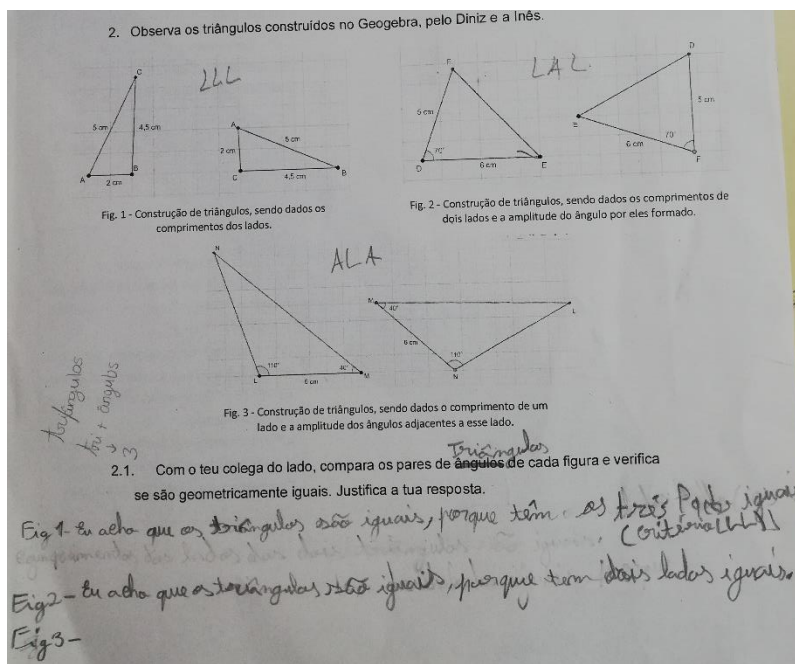 2. Observa os triângulos construídos no Geogebra, pelo Diniz e a Inês.
LLL
LAL
C
5 cm
4,5 cm
A
B
2 cm
A
5 cm
2 cm
C
4,5 cm
B
5 cm
70°
D
6 cm
E
D
5 cm
E
70°
6 cm
F
Fig. 1 - Construção de triângulos, sendo dados os
comprimentos dos lados.
Fig. 2 - Construção de triângulos, sendo dados os comprimentos de
dois lados e a amplitude do ângulo por eles formado.
ALA
N
110°
40°
L
6 cm
M
M
40°
L
6 cm
110°
N
Fig. 3 - Construção de triângulos, sendo dados o comprimento de um
lado e a amplitude dos ângulos adjacentes a esse lado.
triângulos
tri + ângulos
3
Triângulos
2.1. Com o teu colega do lado, compara os pares de ângulos de cada figura e verifica
se são geometricamente iguais. Justifica a tua resposta.
Fig 1- Eu acho que os triângulos são iguais, porque têm os três lados iguais
(critério LLL)
Fig 2- Eu acho que os triângulos são iguais, porque tem dois lados iguais.
Fig 3-